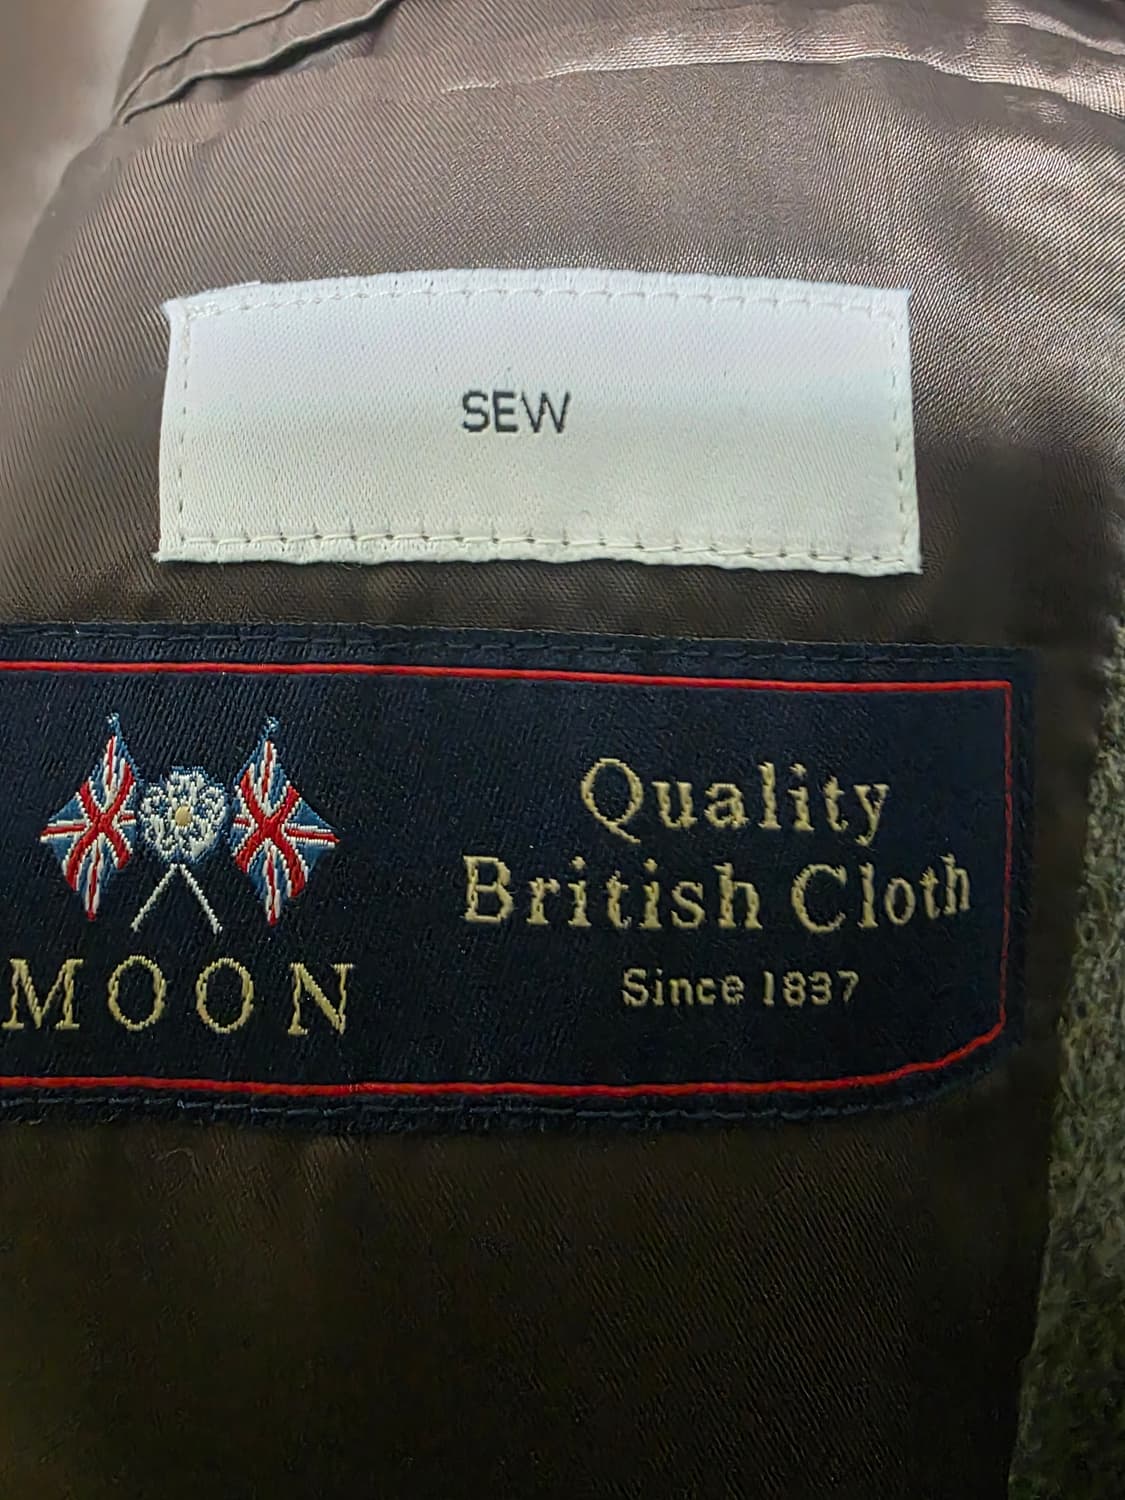 SEW
MOON
Quality
British Cloth
Since 1837